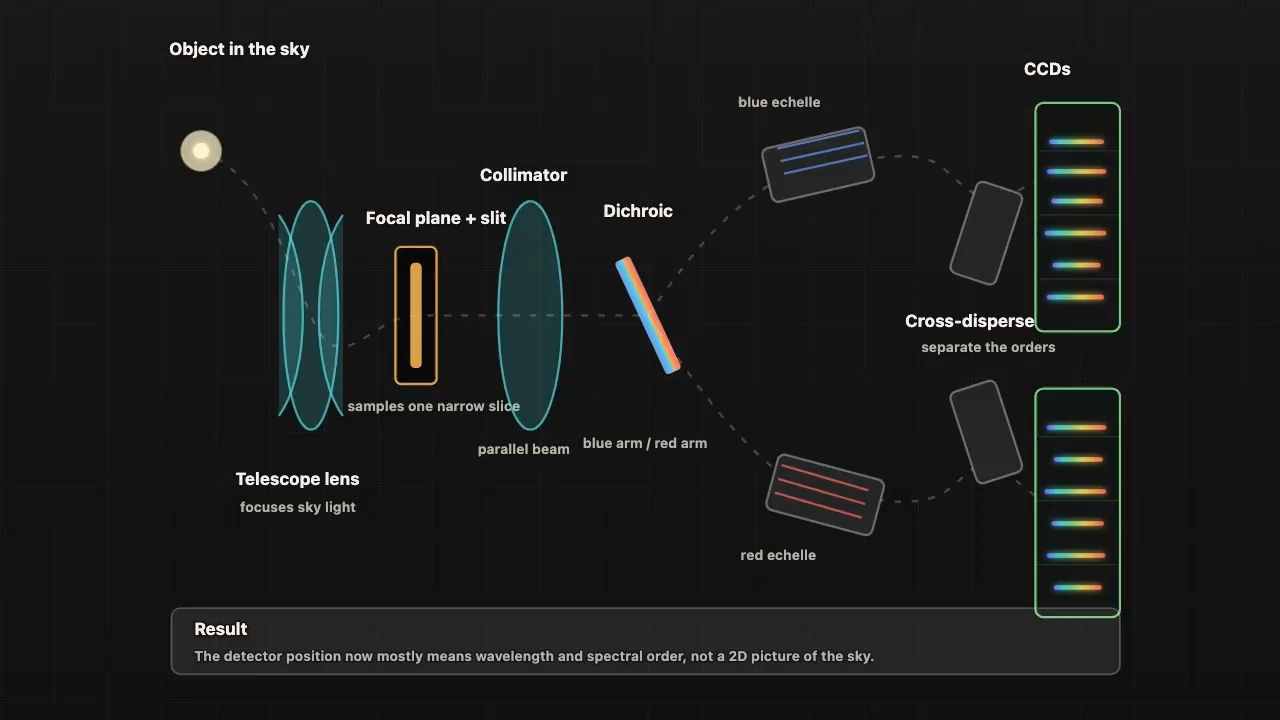 Object in the sky
CCDs
blue echelle
Collimator
Focal plane + slit
Dichroic
Cross-disperse
separate the orders
samples one narrow slice
parallel beam
blue arm / red arm
Telescope lens
focuses sky light
red echelle
Result
The detector position now mostly means wavelength and spectral order, not a 2D picture of the sky.